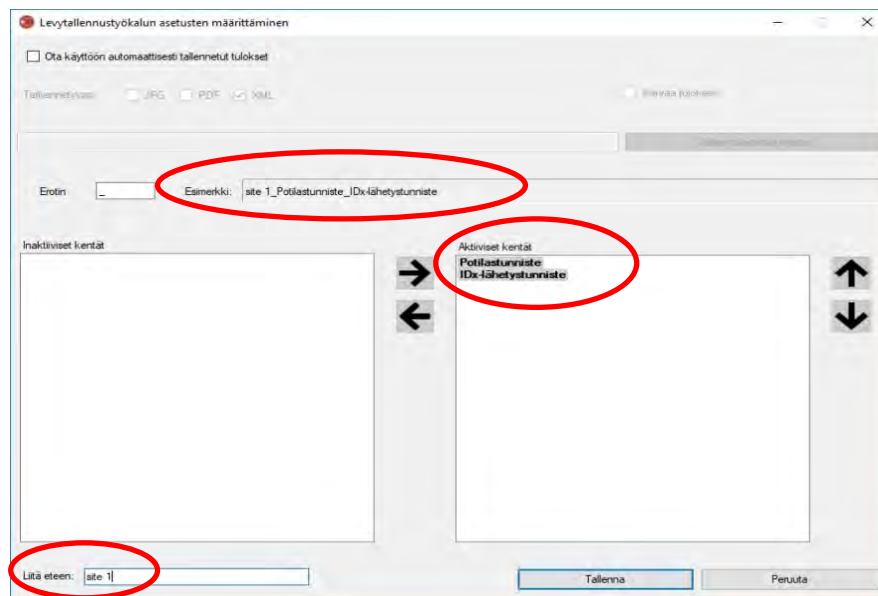 Levytallennustyökalun asetusten määrittäminen
Ota käyttöön automaattisesti tallennetut tulokset
JPG PDF XML
Erotin _ Esimerkki: site 1_Potilastunniste_IDx-lähetystunniste
Inaktiiviset kentät
Aktiiviset kentät
Potilastunniste
IDx-lähetystunniste
Liitä eteen: site 1
Tallenna Peruuta